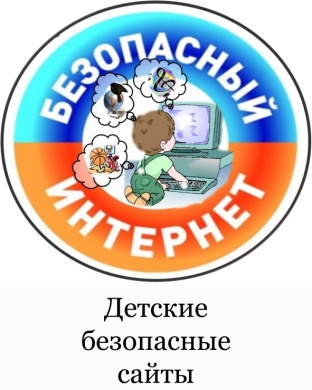 БЕЗОПАСНЫЙ
ИНТЕРНЕТ
Детские
безопасные
сайты